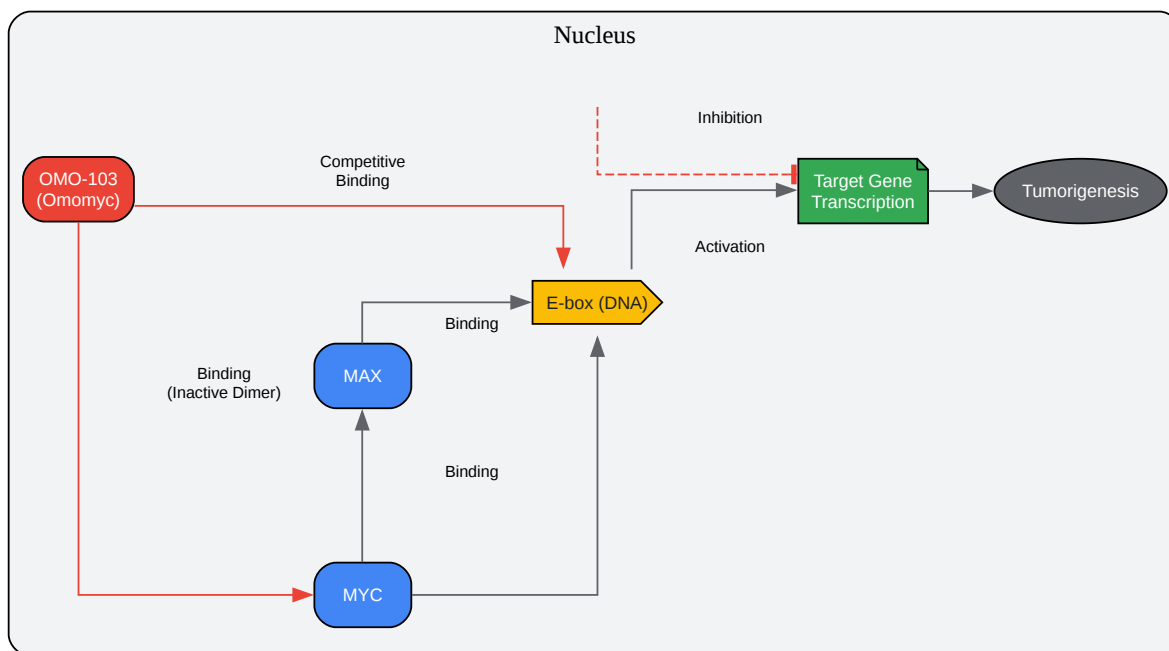 Nucleus
Inhibition
Competitive
Binding
OMO-103
(Omomyc)
Target Gene
Transcription
Tumorigenesis
Activation
E-box (DNA)
Binding
Binding
(Inactive Dimer)
MAX
Binding
MYC